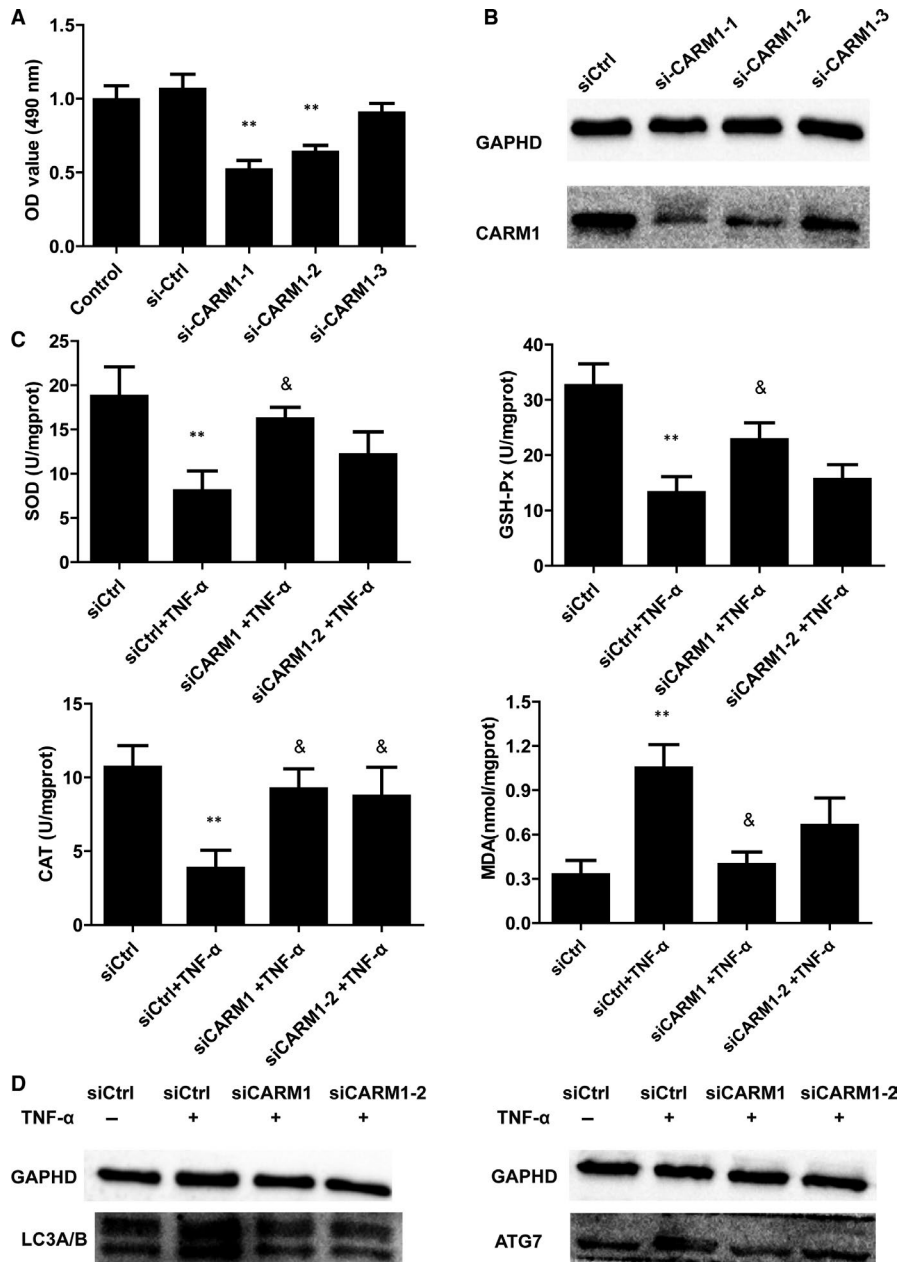 A
OD value (490 nm)
1.5
1.0
0.5
0.0
**
**
Control
si-Ctrl
si-CARM1-1
si-CARM1-2
si-CARM1-3
B
siCtrl
si-CARM1-1
si-CARM1-2
si-CARM1-3
GAPHD
CARM1
C
SOD (U/mgprot)
25
20
15
10
5
0
**
&
siCtrl
siCtrl+TNF-α
siCARM1 +TNF-α
siCARM1-2 +TNF-α
GSH-Px (U/mgprot)
40
30
20
10
0
**
&
siCtrl
siCtrl+TNF-α
siCARM1 +TNF-α
siCARM1-2 +TNF-α
CAT (U/mgprot)
15
10
5
0
**
&
&
siCtrl
siCtrl+TNF-α
siCARM1 +TNF-α
siCARM1-2 +TNF-α
MDA(nmol/mgprot)
1.5
1.2
0.9
0.6
0.3
0.0
**
&
siCtrl
siCtrl+TNF-α
siCARM1 +TNF-α
siCARM1-2 +TNF-α
D
siCtrl siCtrl siCARM1 siCARM1-2
TNF-α – + + +
GAPHD
LC3A/B
siCtrl siCtrl siCARM1 siCARM1-2
TNF-α – + + +
GAPHD
ATG7